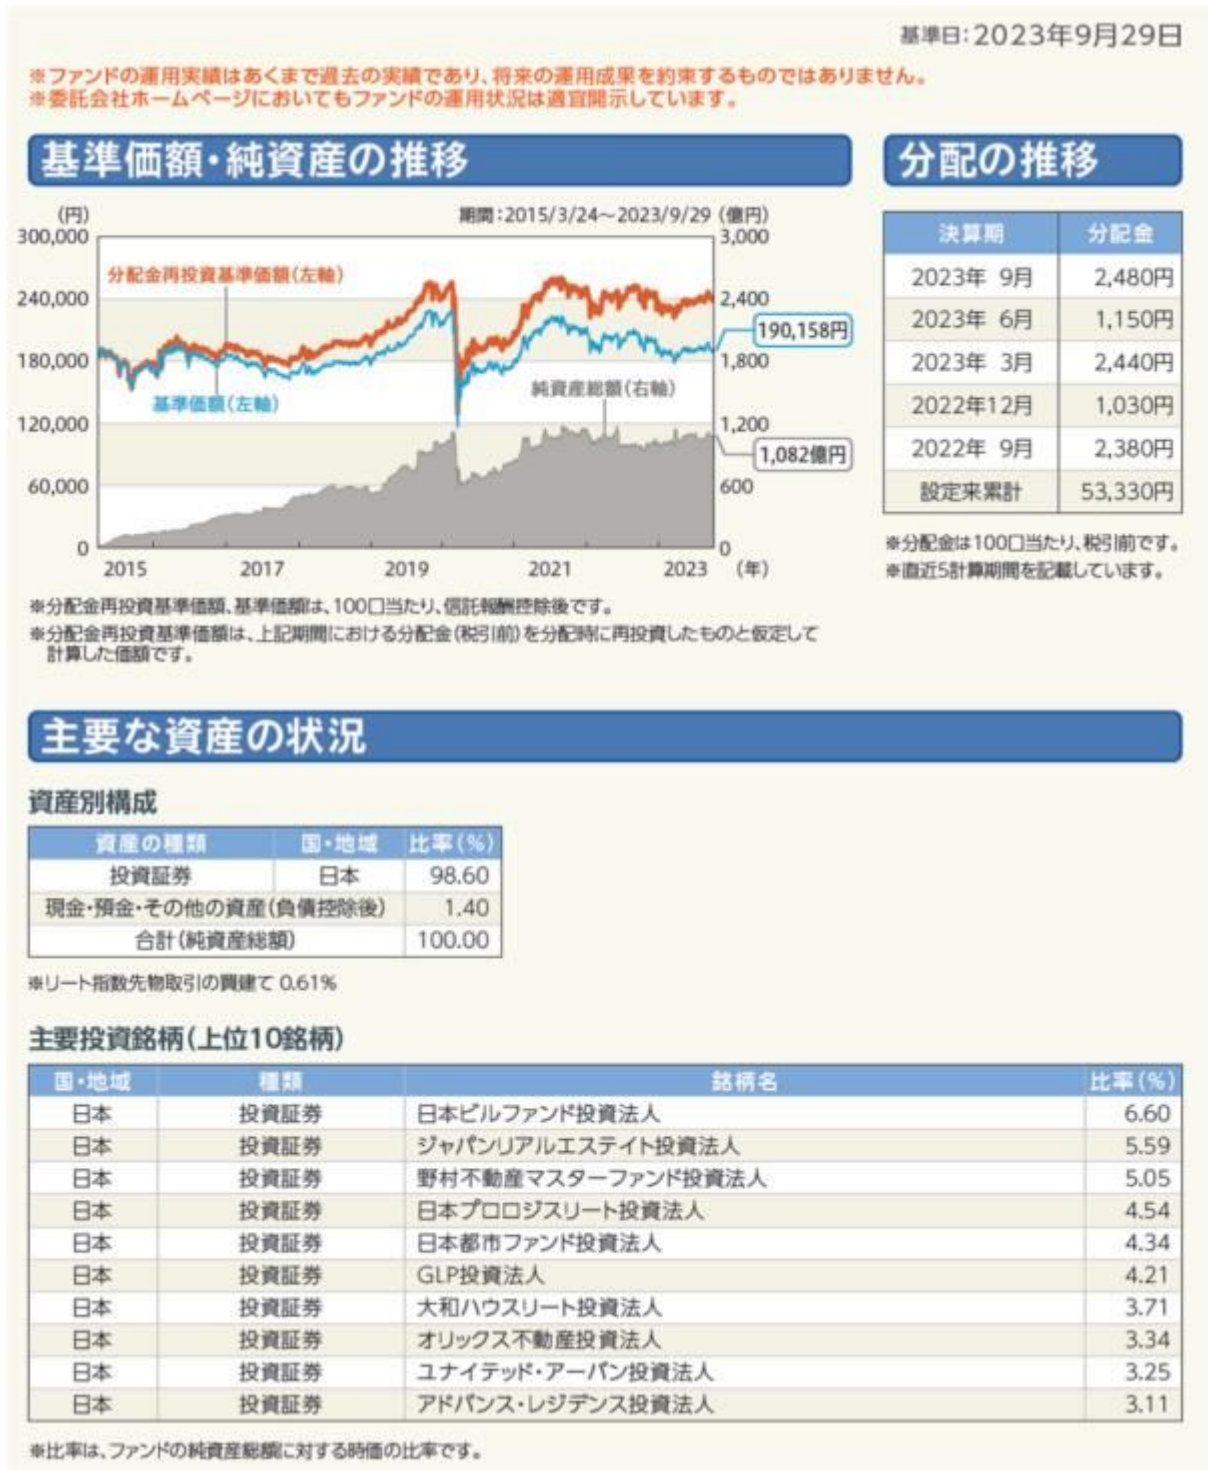 基準日：2023年9月29日
※ファンドの運用実績はあくまで過去の実績であり、将来の運用成果を約束するものではありません。
※委託会社ホームページにおいてもファンドの運用状況は適宜開示しています。
基準価額・純資産の推移
(円)
期間：2015/3/24～2023/9/29
(億円)
300,000
240,000
180,000
120,000
60,000
0
3,000
2,400
1,800
1,200
600
0
分配金再投資基準価額(左軸)
基準価額(左軸)
純資産総額(右軸)
190,158円
1,082億円
2015 2017 2019 2021 2023 (年)
※分配金再投資基準価額、基準価額は、100口当たり、信託報酬控除後です。
※分配金再投資基準価額は、上記期間における分配金(税引前)を分配時に再投資したものと仮定して
計算した価額です。
分配の推移
決算期 分配金
2023年 9月 2,480円
2023年 6月 1,150円
2023年 3月 2,440円
2022年12月 1,030円
2022年 9月 2,380円
設定来累計 53,330円
※分配金は100口当たり、税引前です。
※直近5計算期間を記載しています。
主要な資産の状況
資産別構成
資産の種類 国・地域 比率(%)
投資証券 日本 98.60
現金・預金・その他の資産(負債控除後) 1.40
合計(純資産総額) 100.00
※リート指数先物取引の買建て 0.61%
主要投資銘柄(上位10銘柄)
国・地域 種類 銘柄名 比率(%)
日本 投資証券 日本ビルファンド投資法人 6.60
日本 投資証券 ジャパンリアルエステイト投資法人 5.59
日本 投資証券 野村不動産マスターファンド投資法人 5.05
日本 投資証券 日本プロロジスリート投資法人 4.54
日本 投資証券 日本都市ファンド投資法人 4.34
日本 投資証券 GLP投資法人 4.21
日本 投資証券 大和ハウスリート投資法人 3.71
日本 投資証券 オリックス不動産投資法人 3.34
日本 投資証券 ユナイテッド・アーバン投資法人 3.25
日本 投資証券 アドバンス・レジデンス投資法人 3.11
※比率は、ファンドの純資産総額に対する時価の比率です。